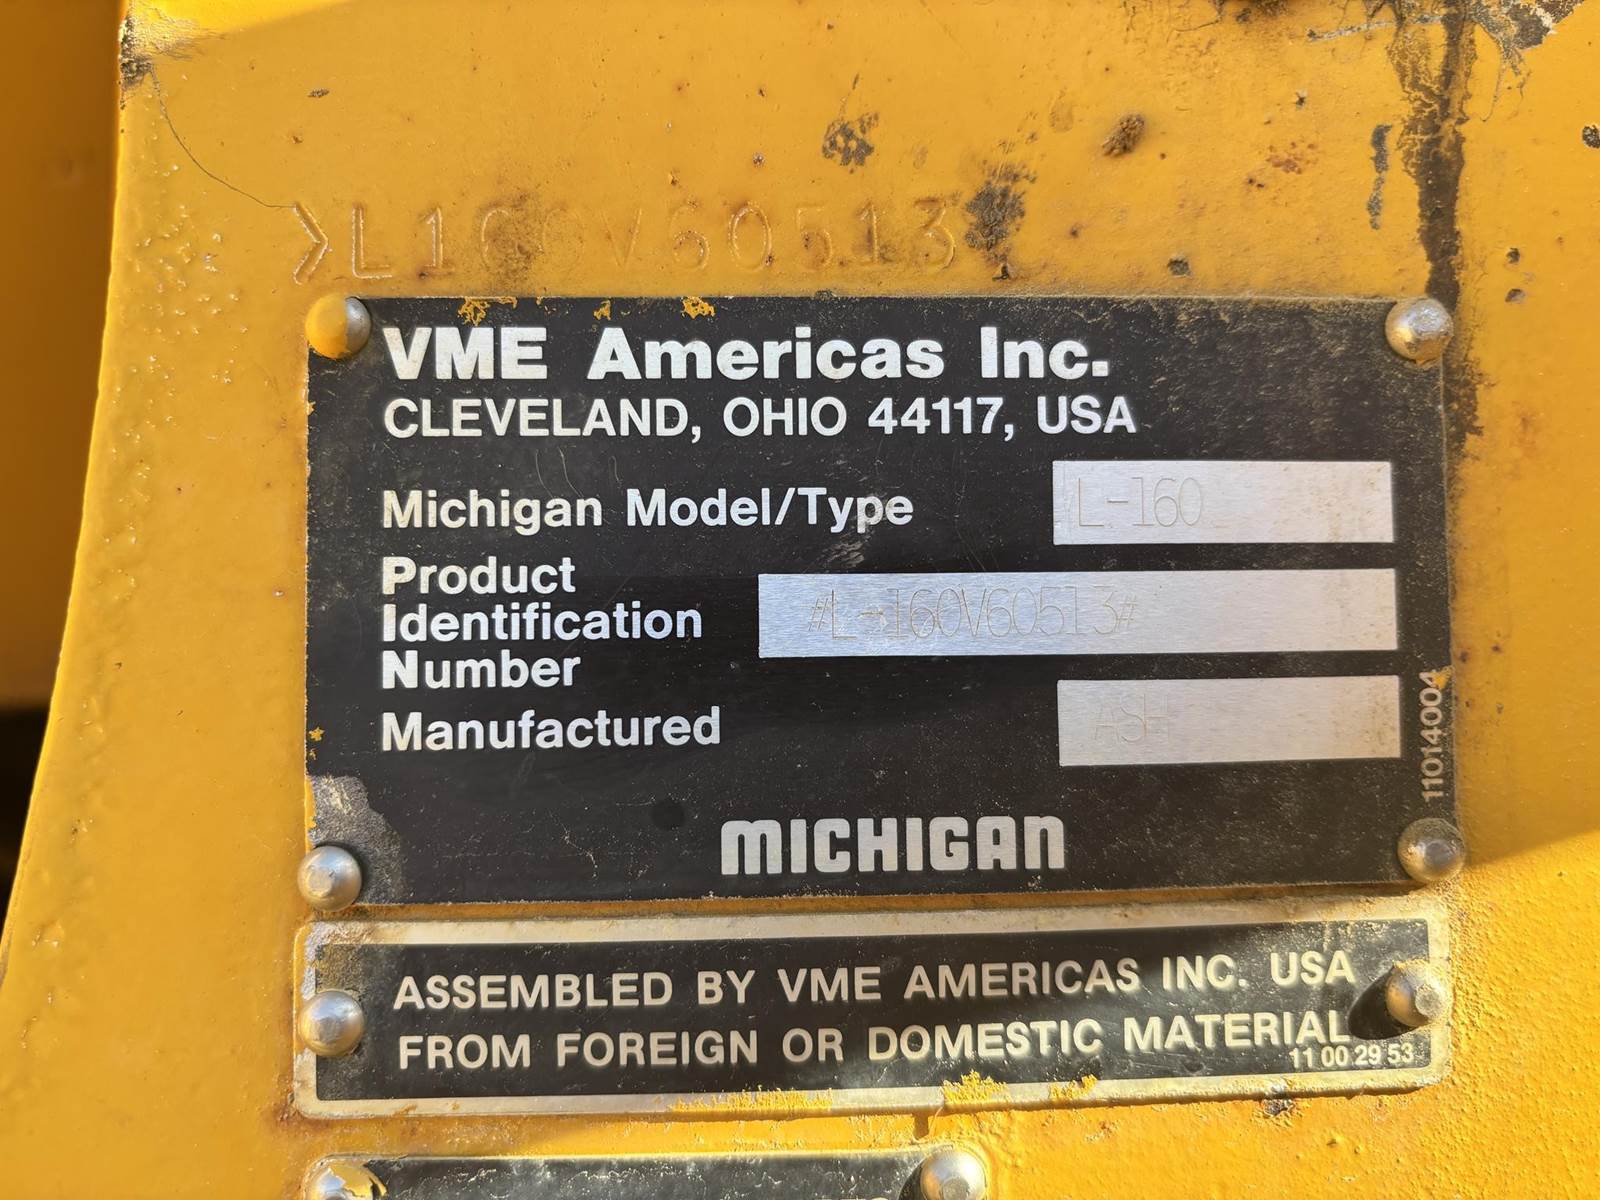 >L160V60513
VME Americas Inc.
CLEVELAND, OHIO 44117, USA
Michigan Model/Type L-160
Product
Identification #L-160V60513#
Number
Manufactured ASH
11014004
MICHIGAN
ASSEMBLED BY VME AMERICAS INC. USA
FROM FOREIGN OR DOMESTIC MATERIAL
11 00 29 53